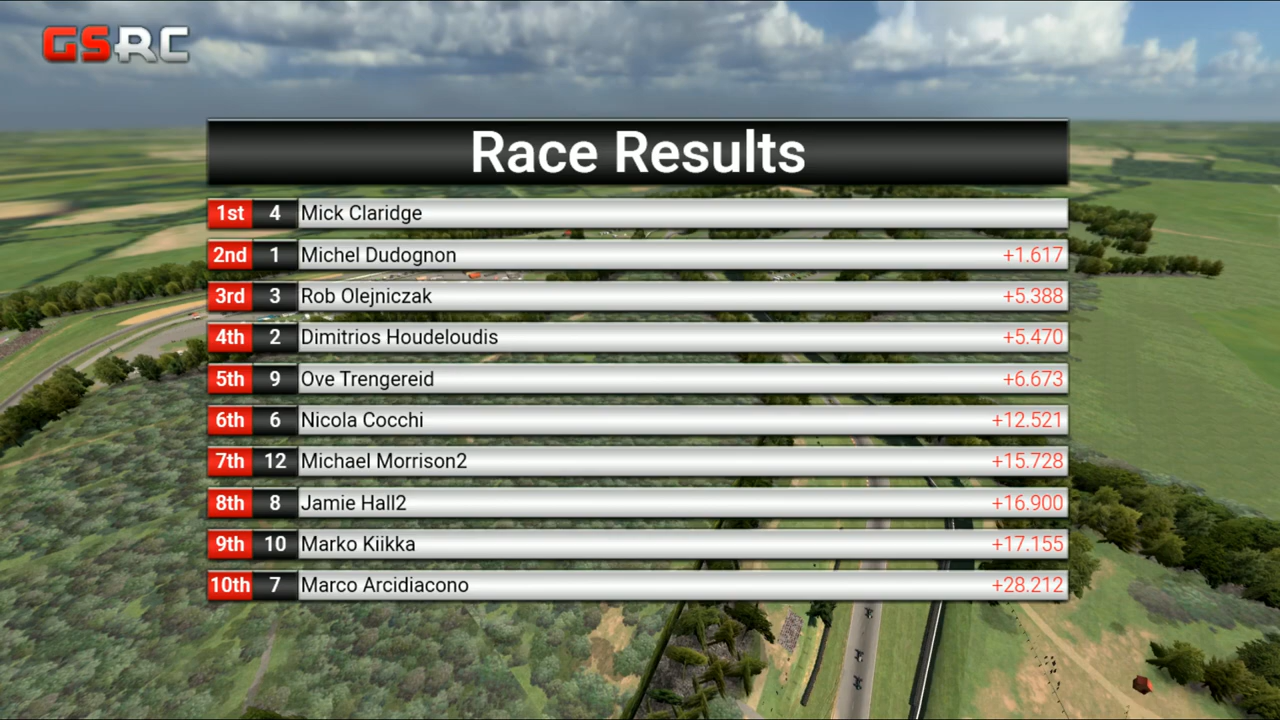 GSRC
Race Results
1st 4 Mick Claridge
2nd 1 Michel Dudognon +1.617
3rd 3 Rob Olejniczak +5.388
4th 2 Dimitrios Houdeloudis +5.470
5th 9 Ove Trengereid +6.673
6th 6 Nicola Cocchi +12.521
7th 12 Michael Morrison2 +15.728
8th 8 Jamie Hall2 +16.900
9th 10 Marko Kiikka +17.155
10th 7 Marco Arcidiacono +28.212